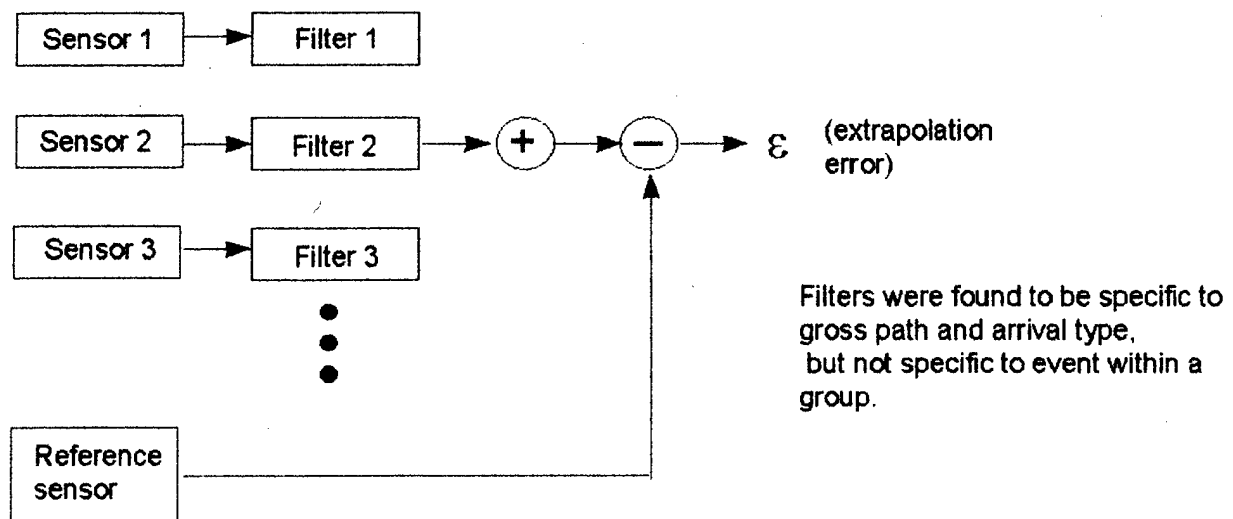 Sensor 1
Filter 1
Sensor 2
Filter 2
+
−
ε
(extrapolation
error)
Sensor 3
Filter 3
Filters were found to be specific to
gross path and arrival type,
but not specific to event within a
group.
Reference
sensor